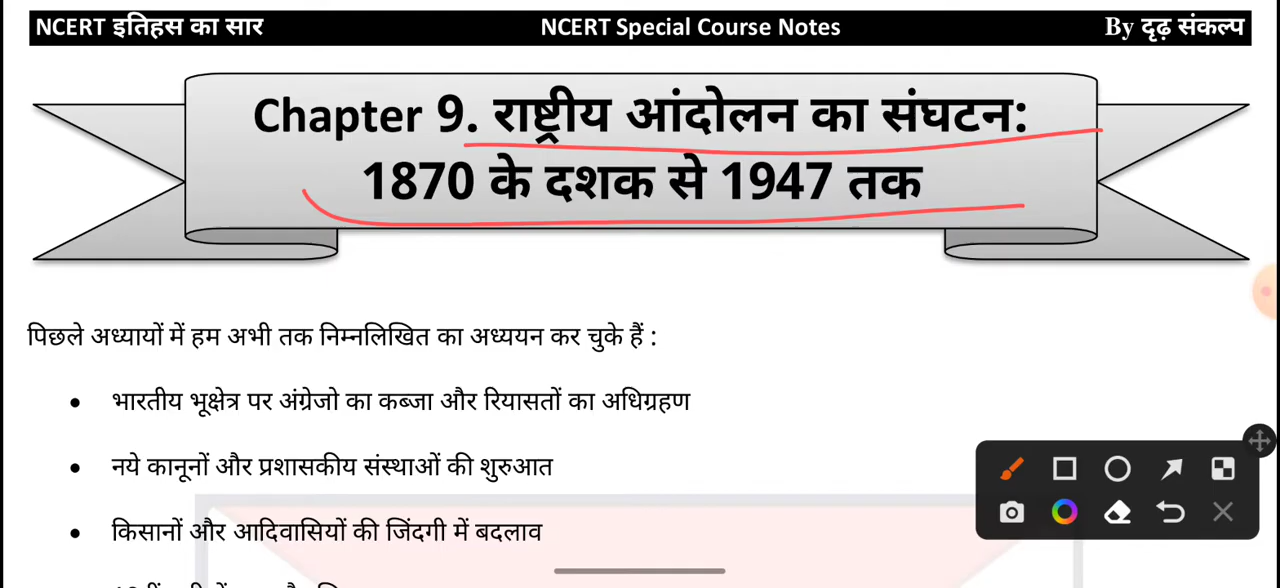 NCERT इतिहस का सार NCERT Special Course Notes By दृढ़ संकल्प
Chapter 9. राष्ट्रीय आंदोलन का संघटन:
1870 के दशक से 1947 तक
पिछले अध्यायों में हम अभी तक निम्नलिखित का अध्ययन कर चुके हैं :
• भारतीय भूक्षेत्र पर अंग्रेजो का कब्जा और रियासतों का अधिग्रहण
• नये कानूनों और प्रशासकीय संस्थाओं की शुरुआत
• किसानों और आदिवासियों की जिंदगी में बदलाव